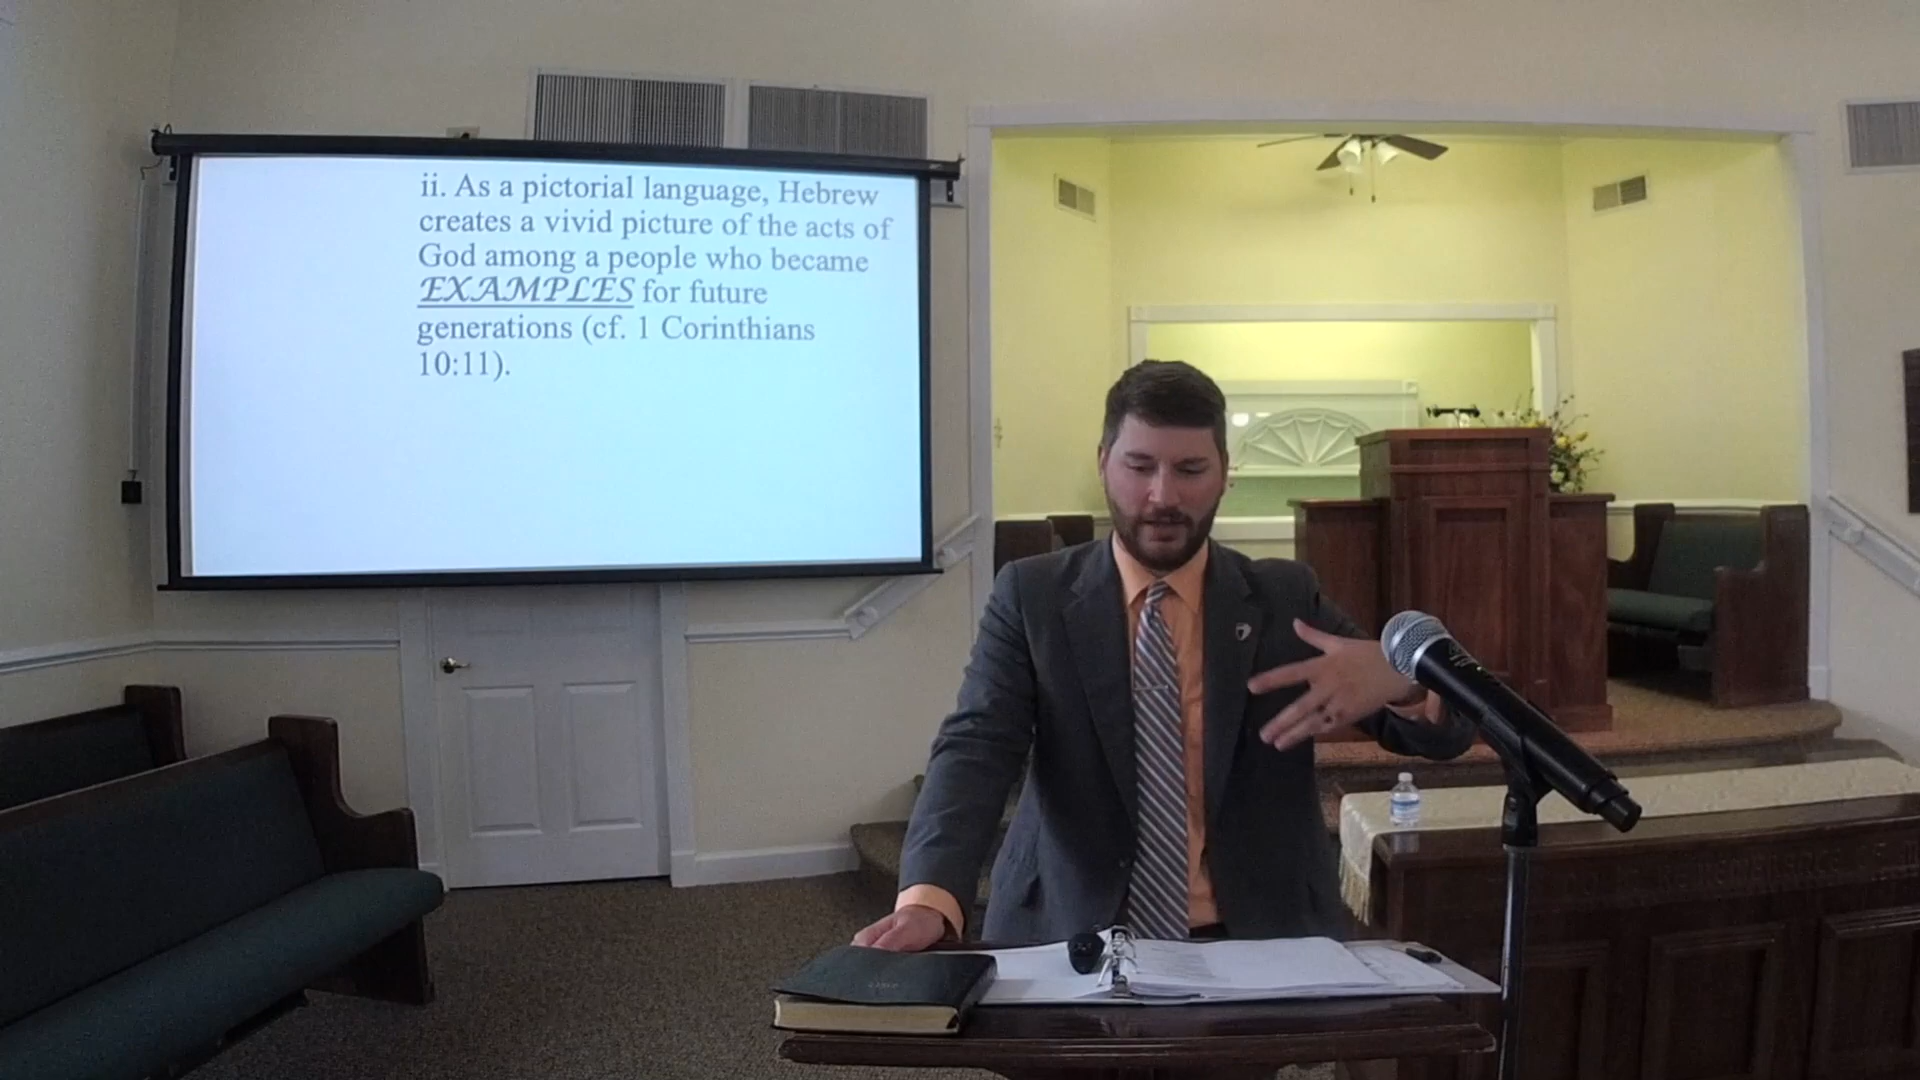 ii. As a pictorial language, Hebrew
creates a vivid picture of the acts of
God among a people who became
EXAMPLES for future
generations (cf. 1 Corinthians
10:11).